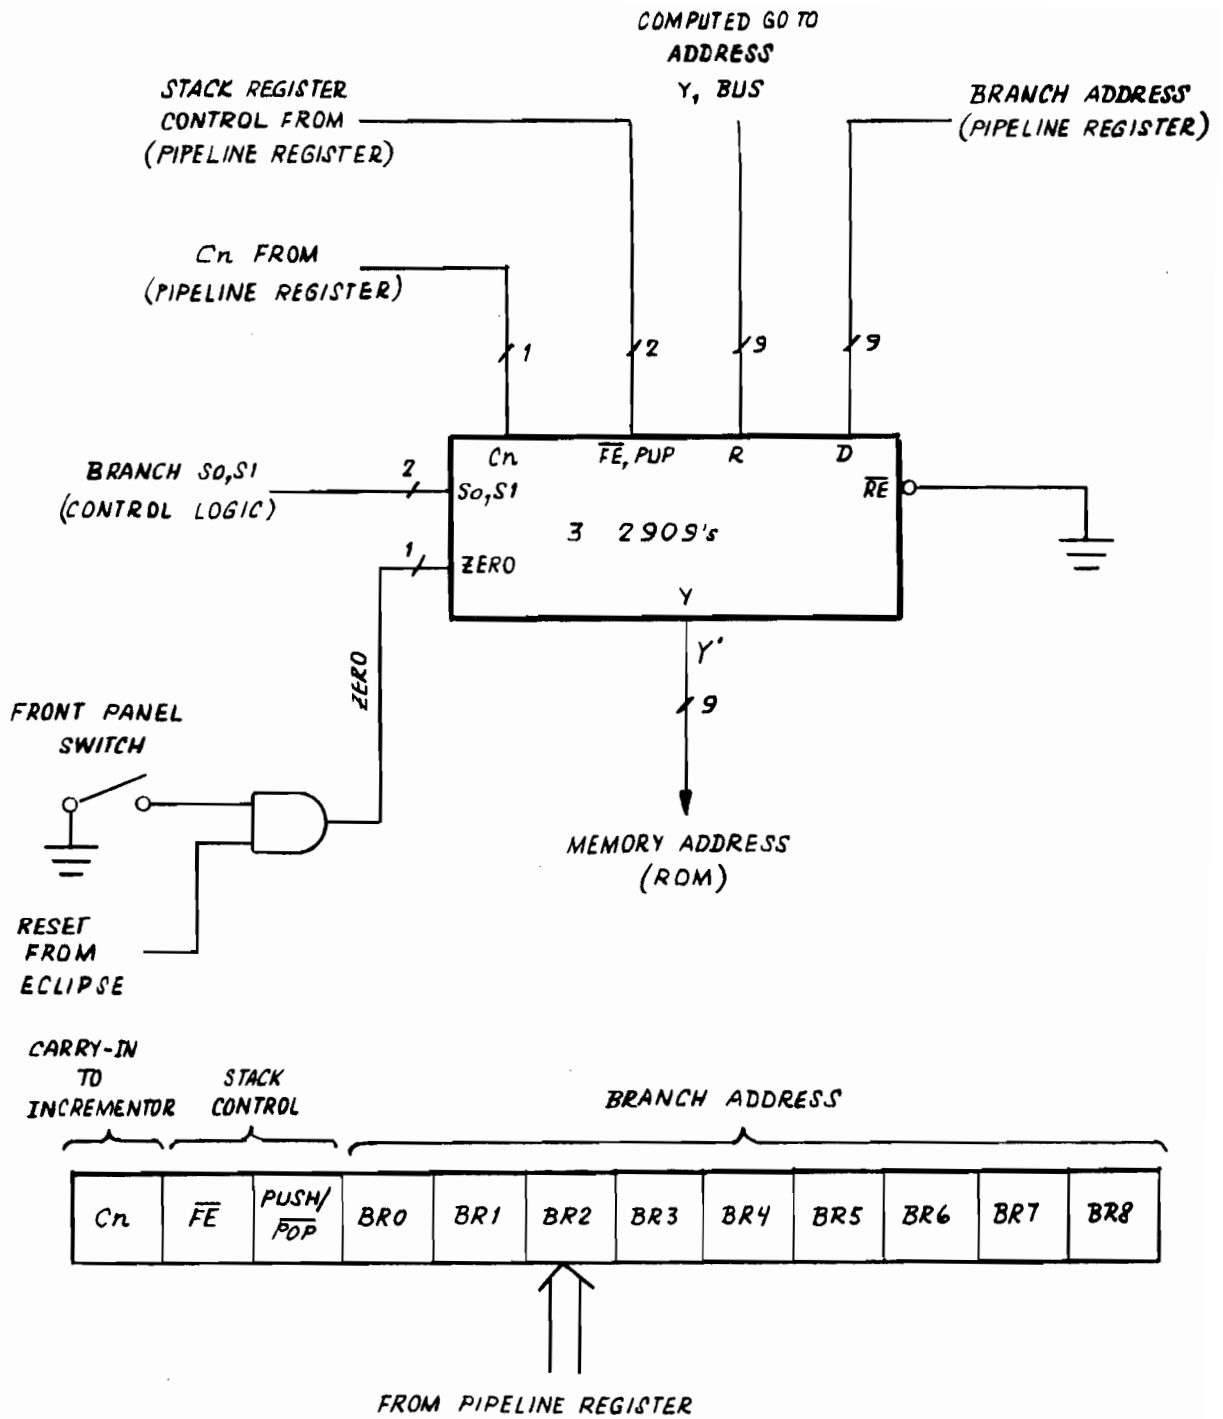 COMPUTED GO TO
ADDRESS
Y, BUS
STACK REGISTER
CONTROL FROM
(PIPELINE REGISTER)
BRANCH ADDRESS
(PIPELINE REGISTER)
Cn FROM
(PIPELINE REGISTER)
1
2
9
9
Cn
FE, PUP
R
D
BRANCH S0,S1
(CONTROL LOGIC)
2
S0,S1
RE
3 2909's
1
ZERO
Y
Y'
ZERO
9
FRONT PANEL
SWITCH
MEMORY ADDRESS
(ROM)
RESET
FROM
ECLIPSE
CARRY-IN
TO
INCREMENTOR
STACK
CONTROL
BRANCH ADDRESS
Cn
FE
PUSH/
POP
BR0
BR1
BR2
BR3
BR4
BR5
BR6
BR7
BR8
FROM PIPELINE REGISTER